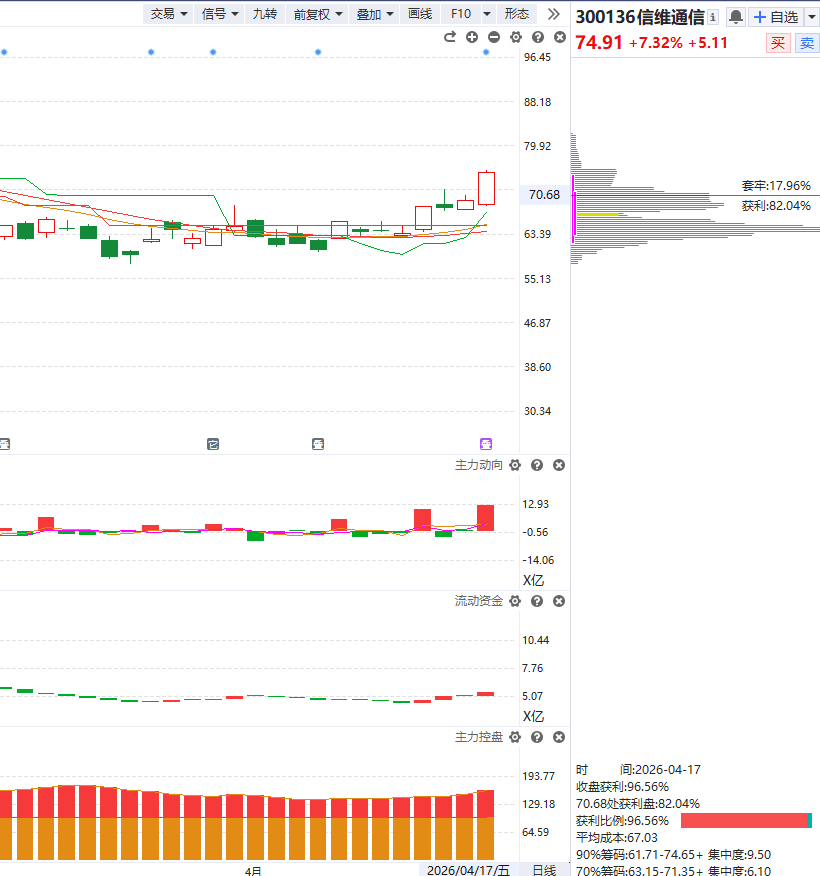 交易 信号 九转 前复权 叠加 画线 F10 形态
300136信维通信 自选
74.91 +7.32% +5.11 买 卖
96.45
88.18
79.92
70.68
63.39
55.13
46.87
38.60
30.34
套牢:17.96%
获利:82.04%
主力动向
12.93
-0.56
-14.06
X亿
流动资金
10.44
7.76
5.07
X亿
主力控盘
193.77
129.18
64.59
4月 2026/04/17/五 日线
时 间:2026-04-17
收盘获利:96.56%
70.68处获利盘:82.04%
获利比例:96.56%
平均成本:67.03
90%筹码:61.71-74.65+ 集中度:9.50
70%筹码:63.15-71.35+ 集中度:6.10